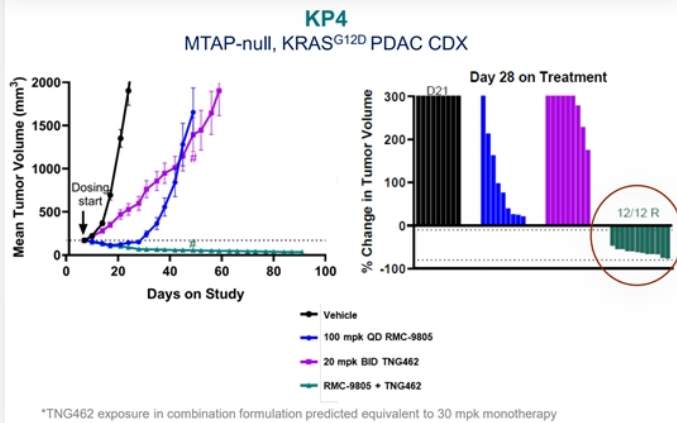 KP4
MTAP-null, KRASG12D PDAC CDX
Mean Tumor Volume (mm3)
2000
1500
1000
500
0
Dosing
start
#
#
0 20 40 60 80 100
Days on Study
Day 28 on Treatment
% Change in Tumor Volume
300
200
100
0
-100
D21
12/12 R
Vehicle
100 mpk QD RMC-9805
20 mpk BID TNG462
RMC-9805 + TNG462
*TNG462 exposure in combination formulation predicted equivalent to 30 mpk monotherapy